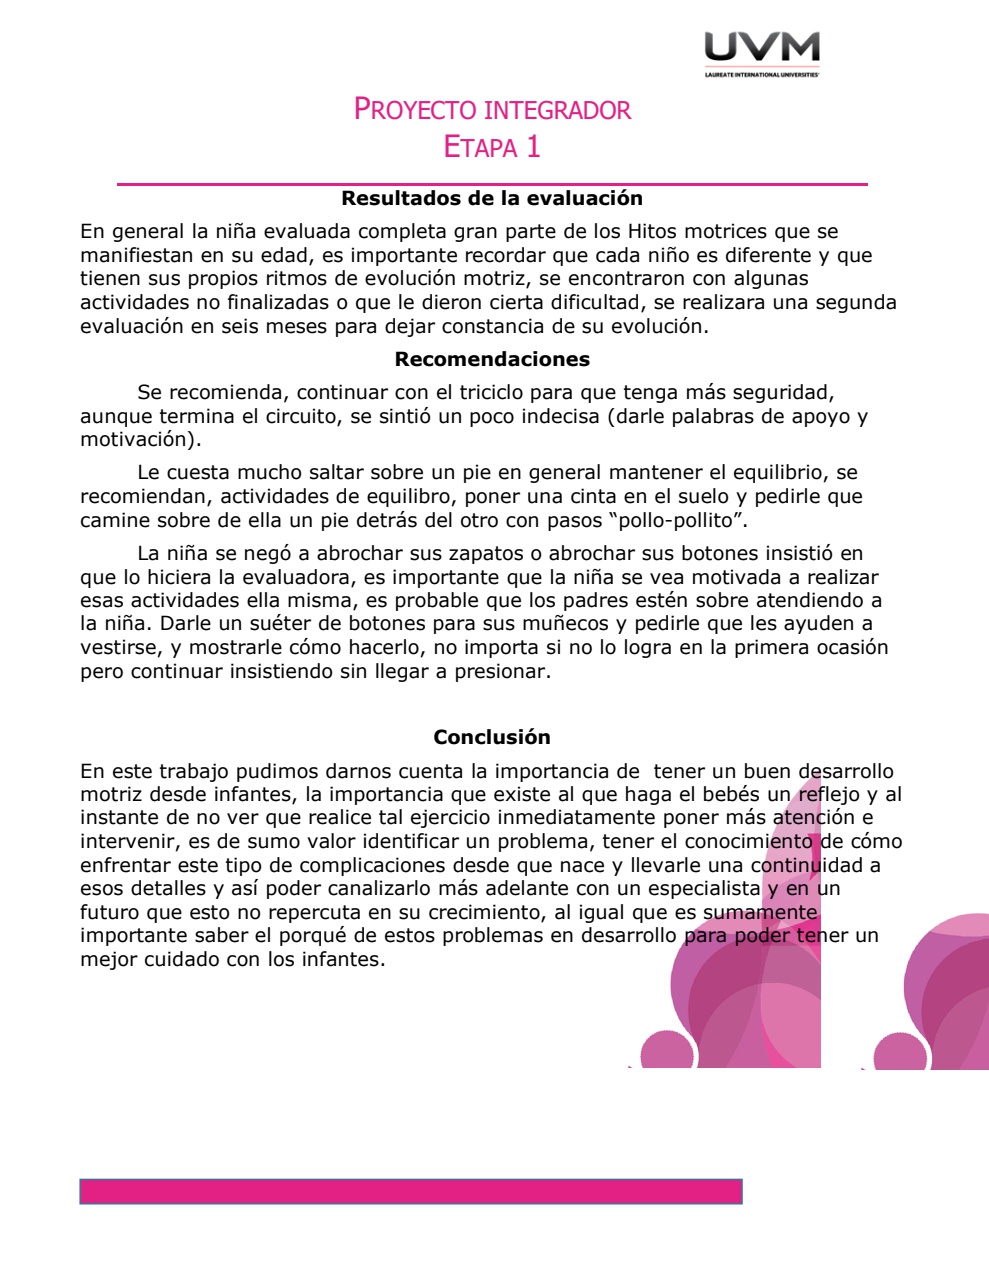 UVM
LAUREATE INTERNATIONAL UNIVERSITIES
PROYECTO INTEGRADOR
ETAPA 1
Resultados de la evaluación
En general la niña evaluada completa gran parte de los Hitos motrices que se
manifiestan en su edad, es importante recordar que cada niño es diferente y que
tienen sus propios ritmos de evolución motriz, se encontraron con algunas
actividades no finalizadas o que le dieron cierta dificultad, se realizara una segunda
evaluación en seis meses para dejar constancia de su evolución.
Recomendaciones
Se recomienda, continuar con el triciclo para que tenga más seguridad,
aunque termina el circuito, se sintió un poco indecisa (darle palabras de apoyo y
motivación).
Le cuesta mucho saltar sobre un pie en general mantener el equilibrio, se
recomiendan, actividades de equilibro, poner una cinta en el suelo y pedirle que
camine sobre de ella un pie detrás del otro con pasos “pollo-pollito”.
La niña se negó a abrochar sus zapatos o abrochar sus botones insistió en
que lo hiciera la evaluadora, es importante que la niña se vea motivada a realizar
esas actividades ella misma, es probable que los padres estén sobre atendiendo a
la niña. Darle un suéter de botones para sus muñecos y pedirle que les ayuden a
vestirse, y mostrarle cómo hacerlo, no importa si no lo logra en la primera ocasión
pero continuar insistiendo sin llegar a presionar.
Conclusión
En este trabajo pudimos darnos cuenta la importancia de  tener un buen desarrollo
motriz desde infantes, la importancia que existe al que haga el bebés un reflejo y al
instante de no ver que realice tal ejercicio inmediatamente poner más atención e
intervenir, es de sumo valor identificar un problema, tener el conocimiento de cómo
enfrentar este tipo de complicaciones desde que nace y llevarle una continuidad a
esos detalles y así poder canalizarlo más adelante con un especialista y en un
futuro que esto no repercuta en su crecimiento, al igual que es sumamente
importante saber el porqué de estos problemas en desarrollo para poder tener un
mejor cuidado con los infantes.